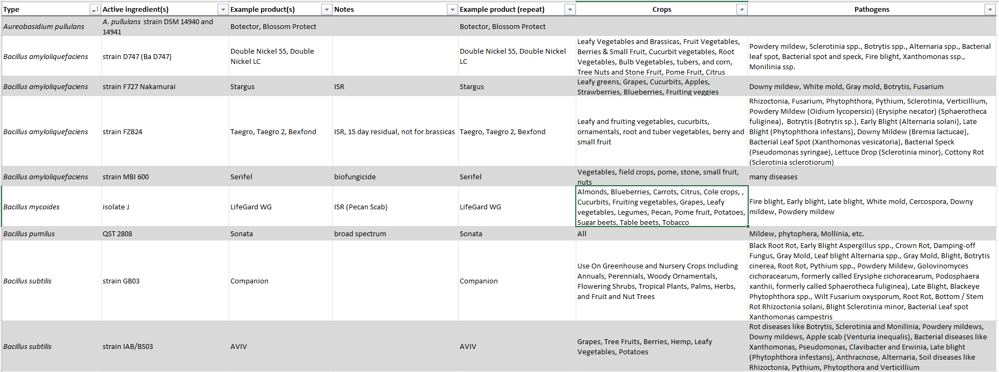 Type Active ingredient(s) Example product(s) Notes Example product (repeat) Crops Pathogens
Aureobasidium pullulans
A. pullulans strain DSM 14940 and
14941
Botector, Blossom Protect
Botector, Blossom Protect
Bacillus amyloliquefaciens
strain D747 (Ba D747)
Double Nickel 55, Double
Nickel LC
Double Nickel 55, Double Nickel
LC
Leafy Vegetables and Brassicas, Fruit Vegetables,
Berries & Small Fruit, Cucurbit vegetables, Root
Vegetables, Bulb Vegetables, tubers, and corn,
Tree Nuts and Stone Fruit, Pome Fruit, Citrus
Powdery mildew, Sclerotinia spp., Botrytis spp., Alternaria spp., Bacterial
leaf spot, Bacterial spot and speck, Fire blight, Xanthomonas ssp.,
Monilinia ssp.
Bacillus amyloliquefaciens
strain F727 Nakamurai
Stargus
ISR
Stargus
Leafy greens, Grapes, Cucurbits, Apples,
Strawberries, Blueberries, Fruiting veggies
Downy mildew, White mold, Gray mold, Botrytis, Fusarium
Bacillus amyloliquefaciens
strain FZB24
Taegro, Taegro 2, Bexfond
ISR, 15 day residual, not for brassicas
Taegro, Taegro 2, Bexfond
Leafy and fruiting vegetables, cucurbits,
ornamentals, root and tuber vegetables, berry and
small fruit
Rhizoctonia, Fusarium, Phytophthora, Pythium, Sclerotinia, Verticillium,
Powdery Mildew (Oidium lycopersici) (Erysiphe necator) (Sphaerotheca
fuliginea),  Botrytis (Botrytis sp.), Early Blight (Alternaria solani), Late
Blight (Phytophthora infestans), Downy Mildew (Bremia lactucae),
Bacterial Leaf Spot (Xanthomonas vesicatoria), Bacterial Speck
(Pseudomonas syringae), Lettuce Drop (Sclerotinia minor), Cottony Rot
(Sclerotinia sclerotiorum)
Bacillus amyloliquefaciens
strain MBI 600
Serifel
biofungicide
Serifel
Vegetables, field crops, pome, stone, small fruit,
nuts
many diseases
Bacillus mycoides
isolate J
LifeGard WG
ISR (Pecan Scab)
LifeGard WG
Almonds, Blueberries, Carrots, Citrus, Cole crops, ,
Cucurbits, Fruiting vegetables, Grapes, Leafy
vegetables, Legumes, Pecan, Pome fruit, Potatoes,
Sugar beets, Table beets, Tobacco
Fire blight, Early blight, Late blight, White mold, Cercospora, Downy
mildew, Powdery mildew
Bacillus pumilus
QST 2808
Sonata
broad spectrum
Sonata
All
Mildew, phytophera, Mollinia, etc.
Bacillus subtilis
strain GB03
Companion
Companion
Use On Greenhouse and Nursery Crops Including
Annuals, Perennials, Woody Ornamentals,
Flowering Shrubs, Tropical Plants, Palms, Herbs,
and Fruit and Nut Trees
Black Root Rot, Early Blight Aspergillus spp., Crown Rot, Damping-off
Fungus, Gray Mold, Leaf blight Alternaria spp., Gray Mold, Blight, Botrytis
cinerea, Root Rot, Pythium spp., Powdery Mildew, Golovinomyces
cichoracearum, formerly called Erysiphe cichoracearum, Podosphaera
xanthii, formerly called Sphaerotheca fuliginea), Late Blight, Blackeye
Phytophthora spp., Wilt Fusarium oxysporum, Root Rot, Bottom / Stem
Rot Rhizoctonia solani, Blight Sclerotinia minor, Bacterial Leaf spot
Xanthomonas campestris
Bacillus subtilis
strain IAB/BS03
AVIV
AVIV
Grapes, Tree Fruits, Berries, Hemp, Leafy
Vegetables, Potatoes
Rot diseases like Botrytis, Sclerotinia and Monilinia, Powdery mildews,
Downy mildews, Apple scab (Venturia inequalis), Bacterial diseases like
Xanthomonas, Pseudomonas, Clavibacter and Erwinia, Late blight
(Phytophthora infestans), Anthracnose, Alternaria, Soil diseases like
Rhizoctonia, Pythium, Phytopthora and Verticillium